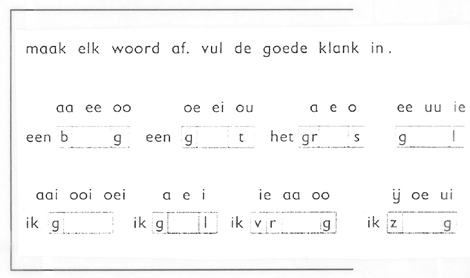 maak elk woord af. vul de goede klank in.
aa ee oo oe ei ou a e o ee uu ie
een b g een g t het gr s g l
aai ooi oei a e i ie aa oo ij oe ui
ik g ik g l ik vr g ik z g